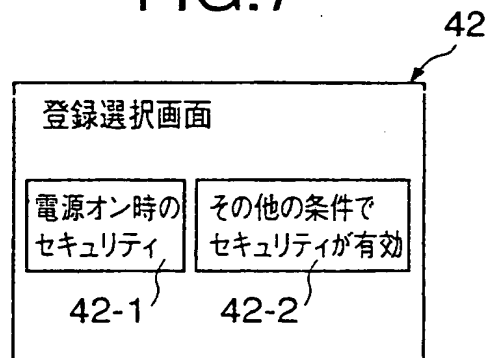 FIG.7
42
登録選択画面
電源オン時の
セキュリティ
その他の条件で
セキュリティが有効
42-1
42-2